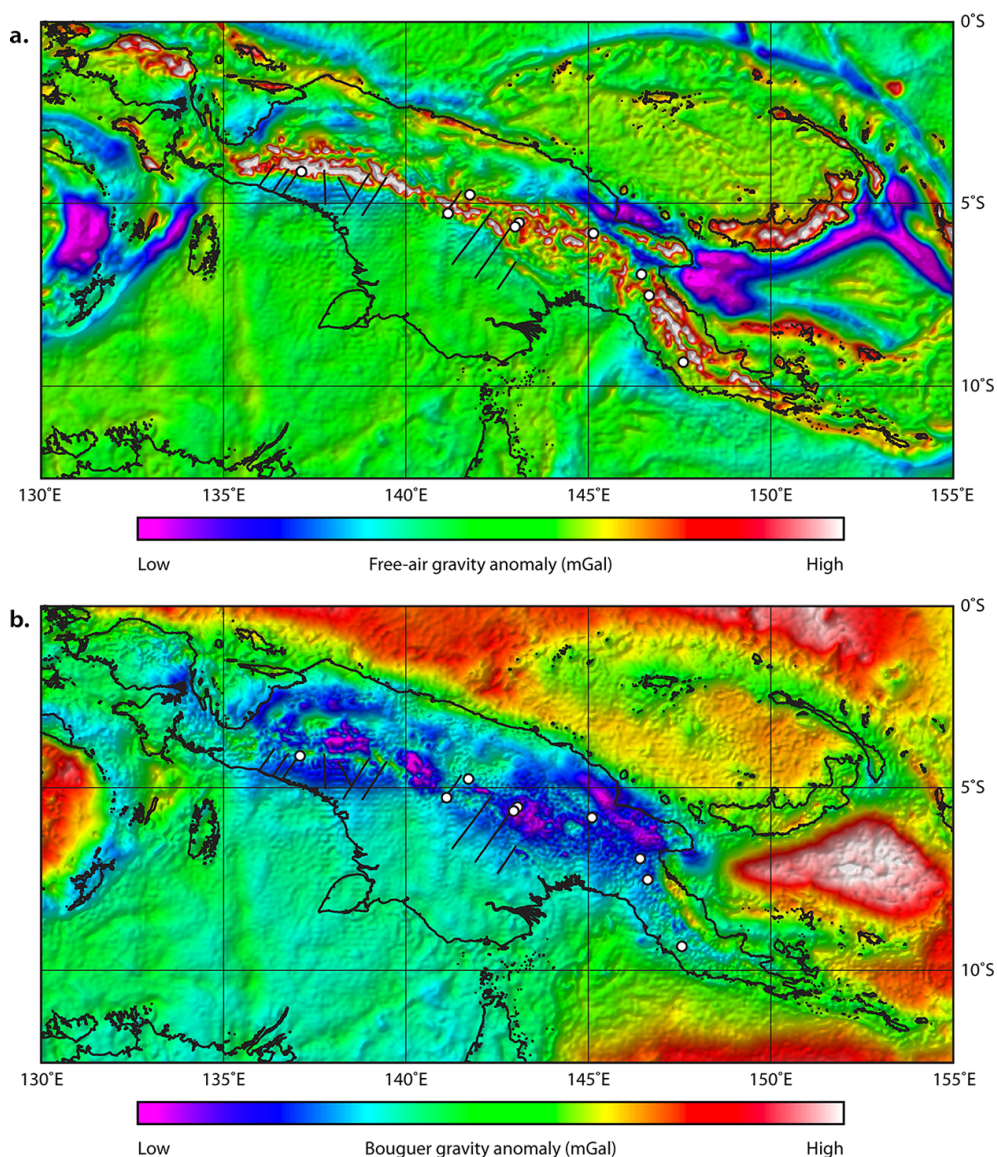 a.
0˚S
5˚S
10˚S
130˚E 135˚E 140˚E 145˚E 150˚E 155˚E
Low Free-air gravity anomaly (mGal) High
b.
0˚S
5˚S
10˚S
130˚E 135˚E 140˚E 145˚E 150˚E 155˚E
Low Bouguer gravity anomaly (mGal) High